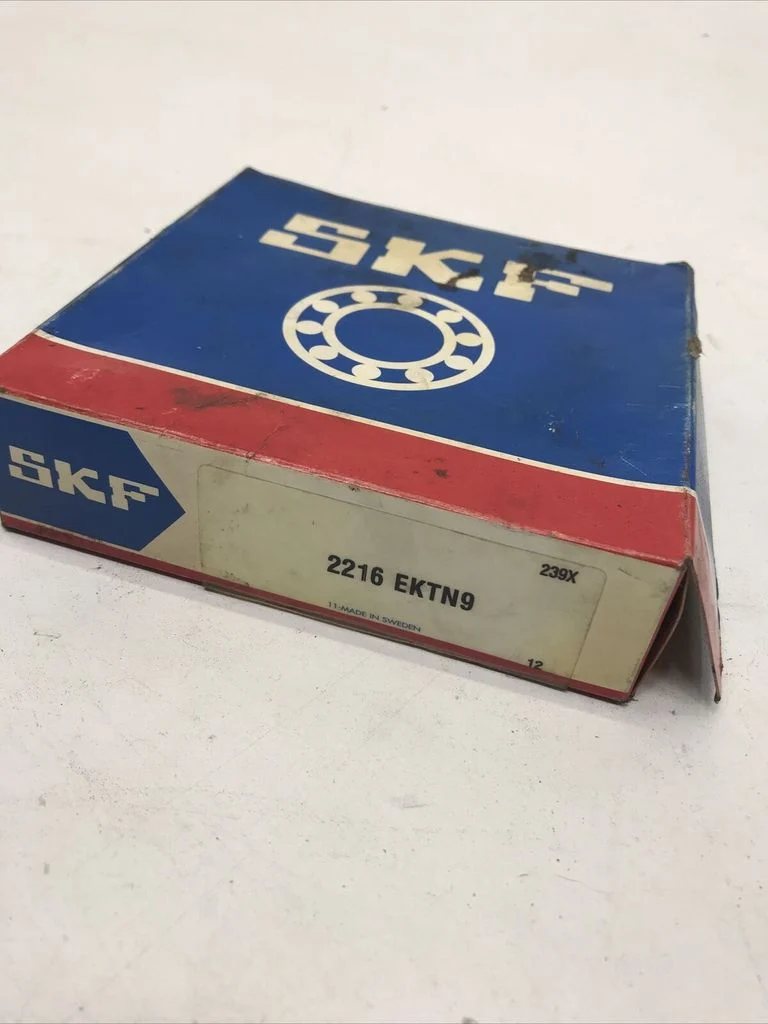 SKF
SKF
2216 EKTN9
239X
11-MADE IN SWEDEN
12